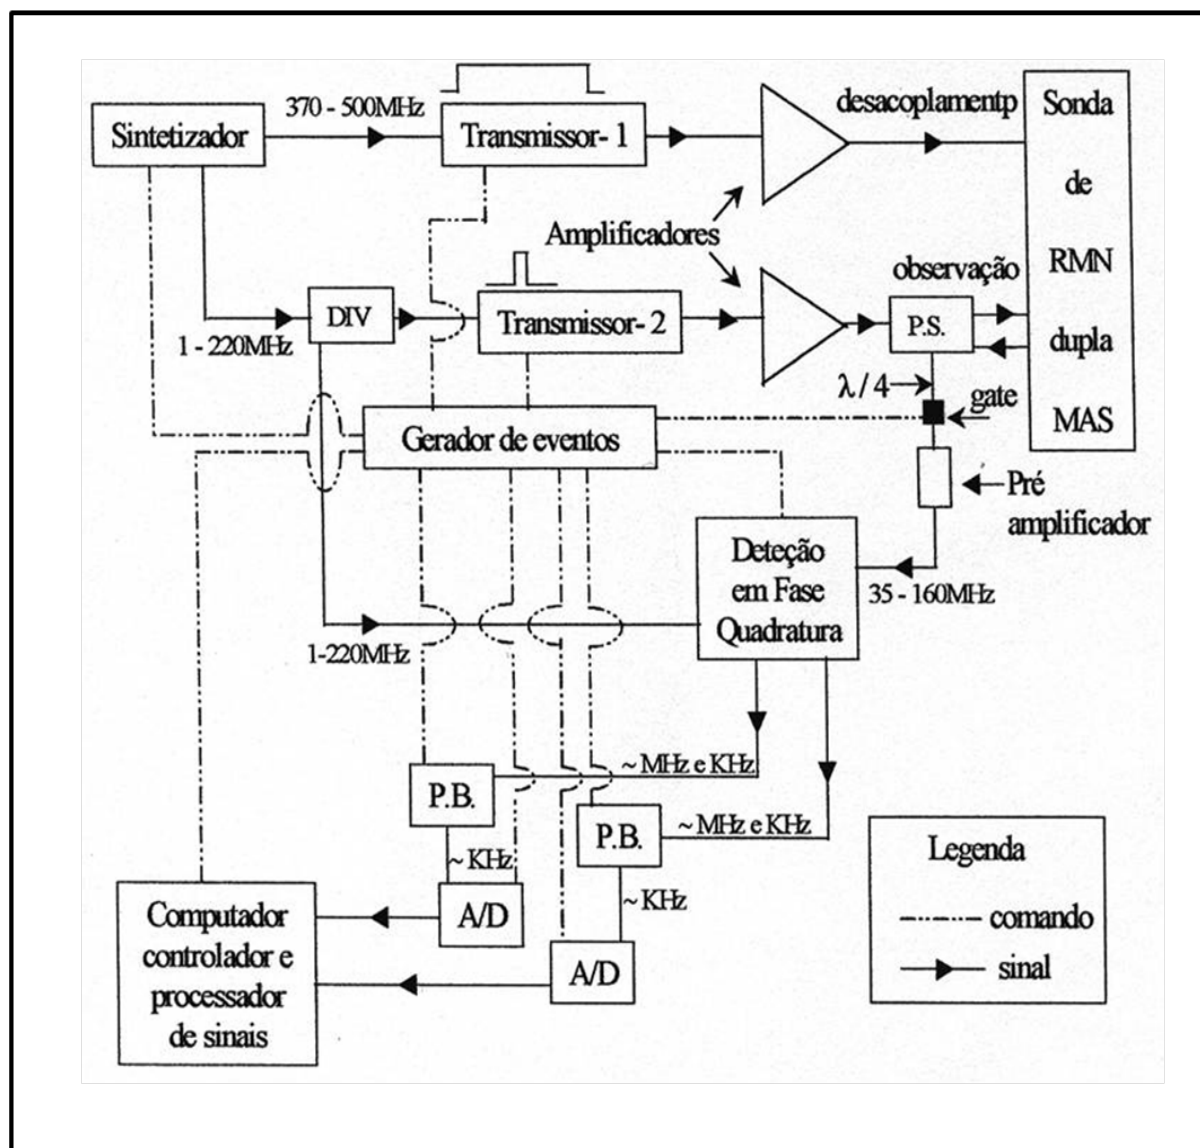 370 - 500MHz
Sintetizador
Transmissor- 1
desacoplamentp
Sonda
de
RMN
dupla
MAS
Amplificadores
observação
DIV
Transmissor- 2
P.S.
1 - 220MHz
λ / 4
gate
Gerador de eventos
Pré
amplificador
Deteção
em Fase
Quadratura
35 - 160MHz
1-220MHz
~ MHz e KHz
P.B.
~ MHz e KHz
P.B.
~ KHz
~ KHz
A/D
A/D
Computador
controlador e
processador
de sinais
Legenda
comando
sinal